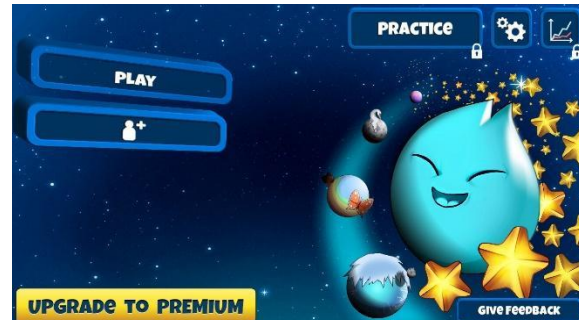 PRACTICE
PLAY
UPGRADE TO PREMIUM
GIVE FEEDBACK